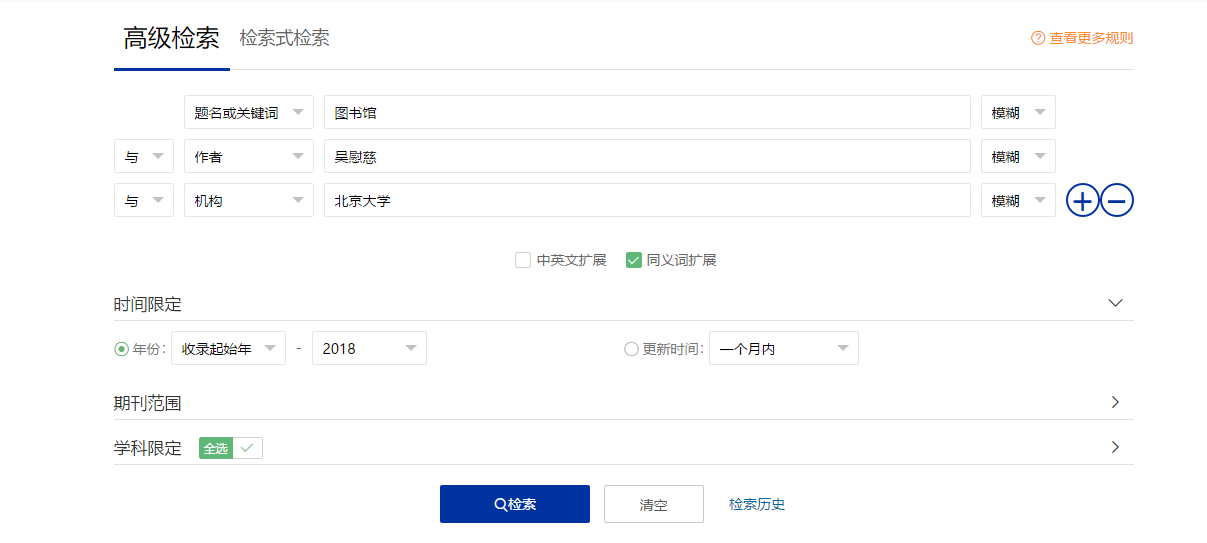 高级检索 检索式检索 查看更多规则
题名或关键词 图书馆 模糊
与 作者 吴慰慈 模糊
与 机构 北京大学 模糊
中英文扩展 同义词扩展
时间限定
年份: 收录起始年 - 2018 更新时间: 一个月内
期刊范围
学科限定 全选
检索 清空 检索历史